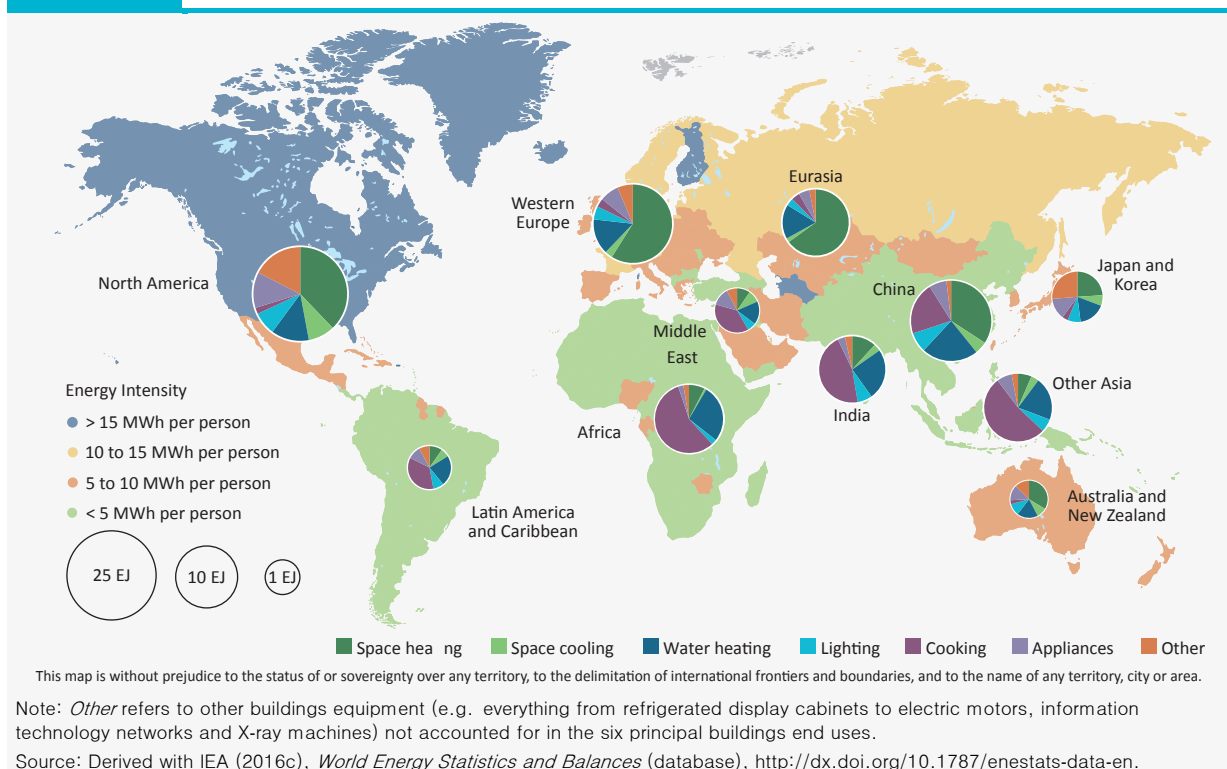 Eurasia
Western
Europe
North America
Japan and
Korea
China
Middle
East
Other Asia
India
Africa
Energy Intensity
> 15 MWh per person
10 to 15 MWh per person
5 to 10 MWh per person
< 5 MWh per person
Latin America
and Caribbean
Australia and
New Zealand
25 EJ
10 EJ
1 EJ
Space hea ng
Space cooling
Water heating
Lighting
Cooking
Appliances
Other
This map is without prejudice to the status of or sovereignty over any territory, to the delimitation of international frontiers and boundaries, and to the name of any territory, city or area.
Note: Other refers to other buildings equipment (e.g. everything from refrigerated display cabinets to electric motors, information
technology networks and X-ray machines) not accounted for in the six principal buildings end uses.
Source: Derived with IEA (2016c), World Energy Statistics and Balances (database), http://dx.doi.org/10.1787/enestats-data-en.